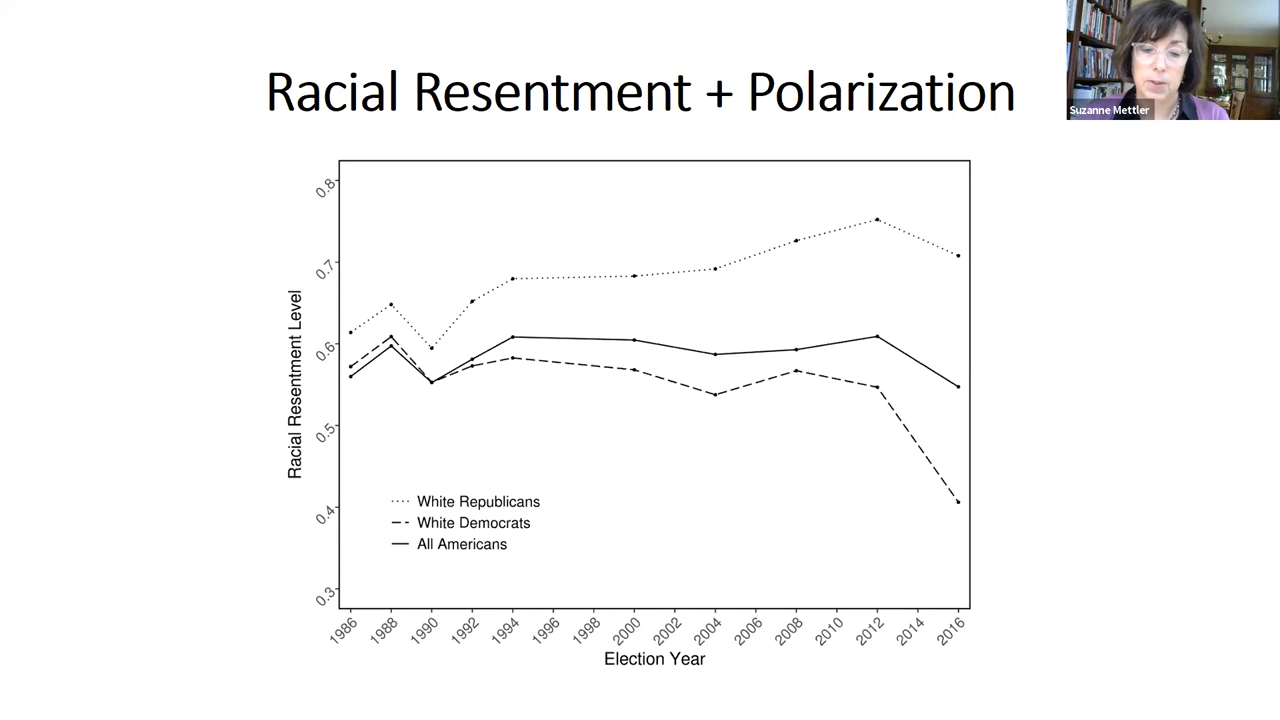 Racial Resentment + Polarization
Suzanne Mettler
0.8
0.7
0.6
0.5
0.4
0.3
Racial Resentment Level
White Republicans
White Democrats
All Americans
1986 1988 1990 1992 1994 1996 1998 2000 2002 2004 2006 2008 2010 2012 2014 2016
Election Year